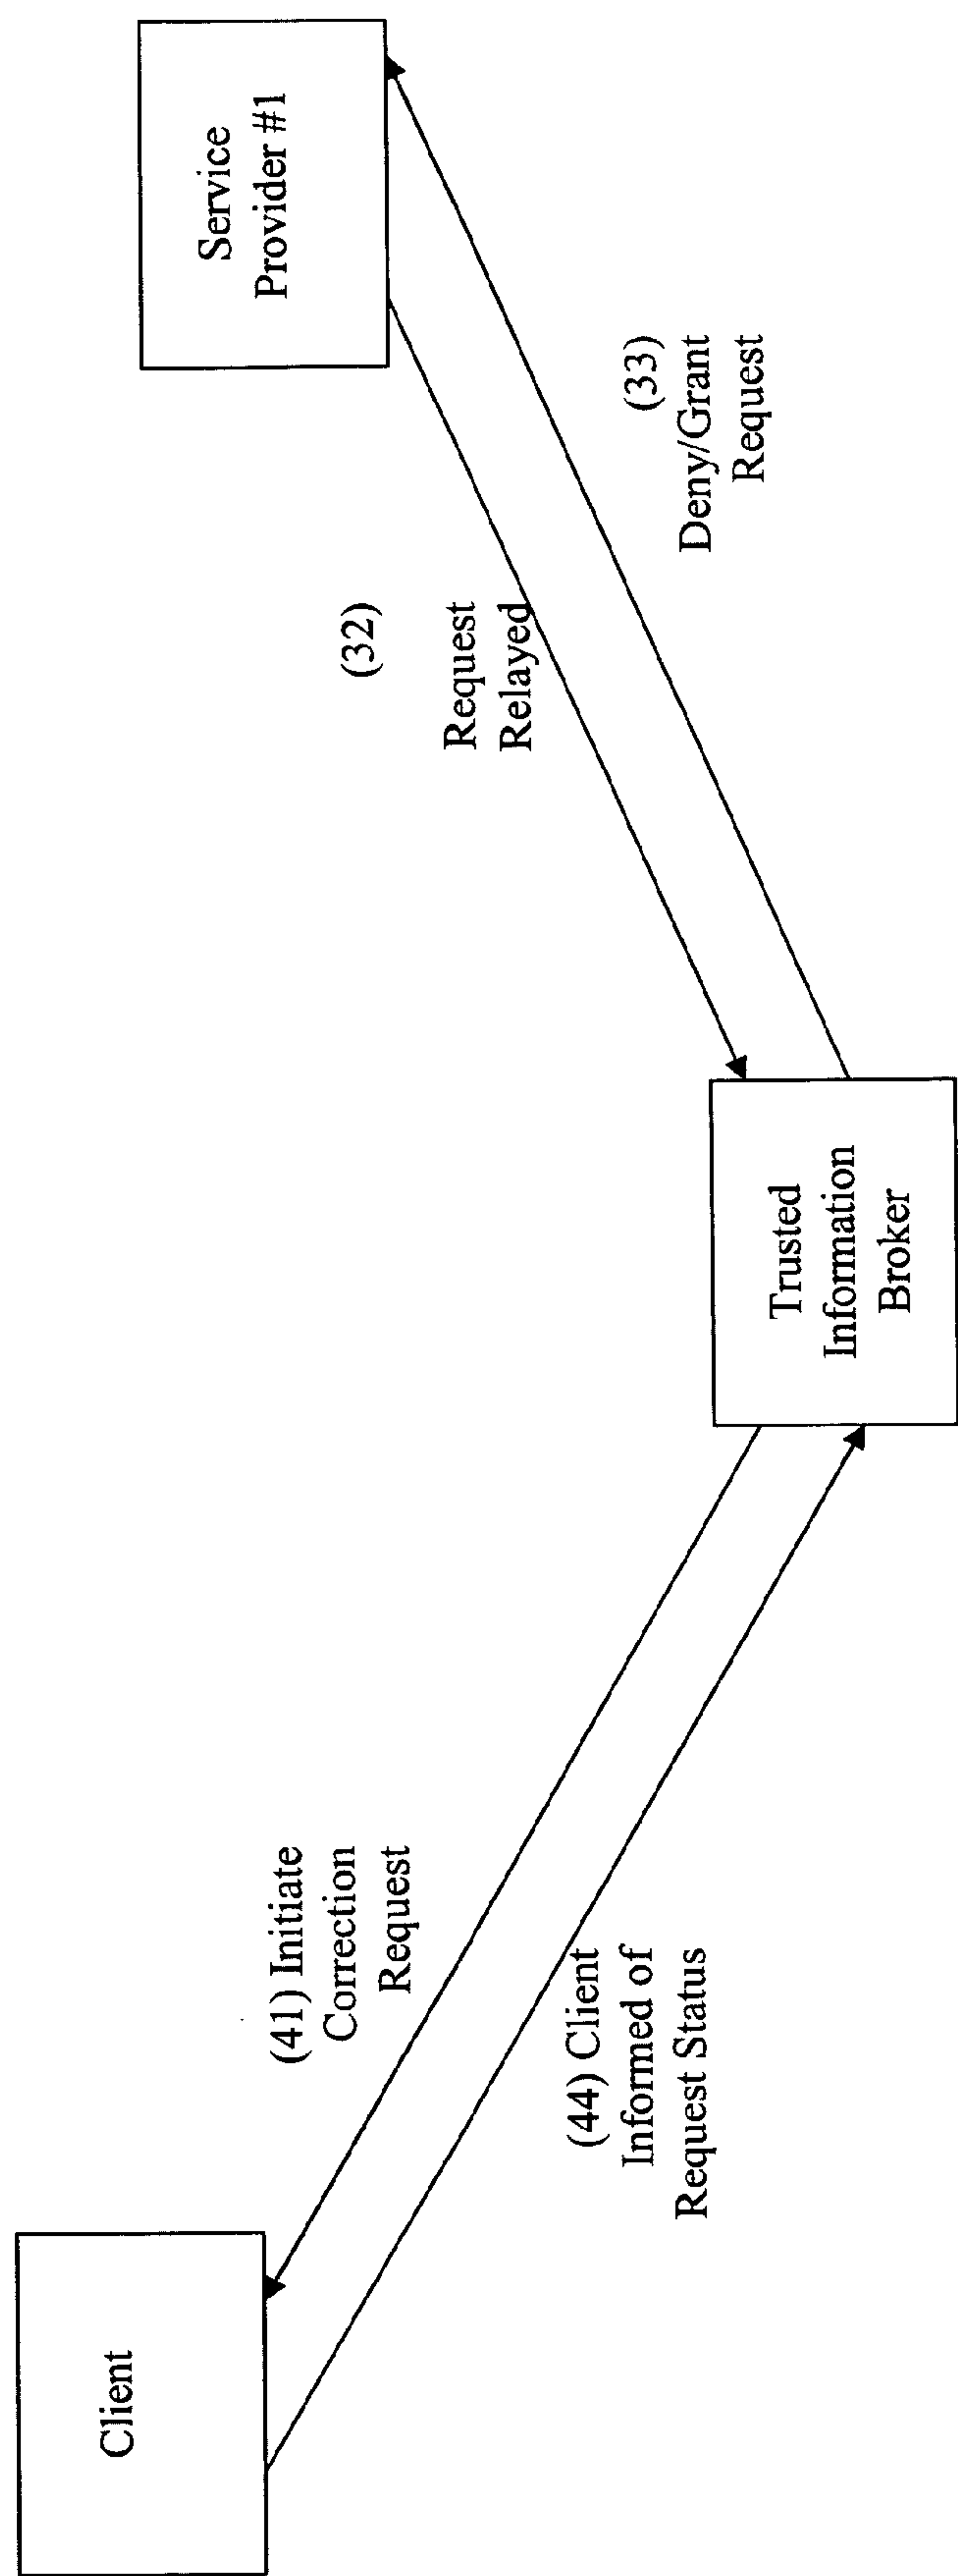 Client
(41) Initiate
Correction
Request
(44) Client
Informed of
Request Status
Trusted
Information
Broker
(32)
Request
Relayed
(33)
Deny/Grant
Request
Service
Provider #1